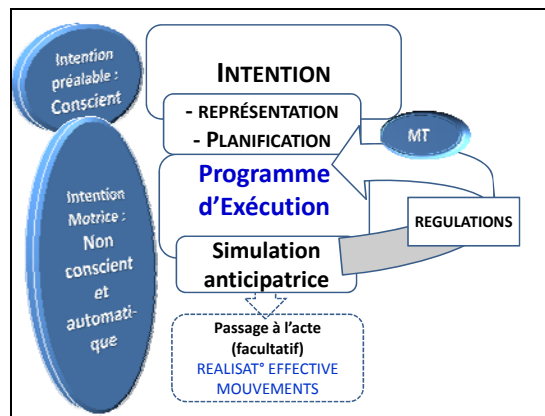 Intention
préalable :
Conscient
INTENTION
- REPRÉSENTATION
- PLANIFICATION
MT
Programme
d'Exécution
Intention
Motrice :
Non
conscient
et
automati-
que
REGULATIONS
Simulation
anticipatrice
Passage à l'acte
(facultatif)
REALISAT° EFFECTIVE
MOUVEMENTS